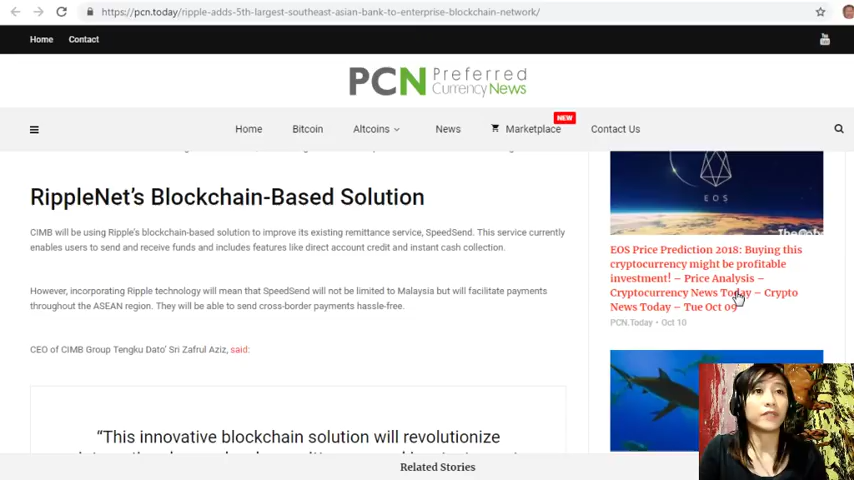 https://pcn.today/ripple-adds-5th-largest-southeast-asian-bank-to-enterprise-blockchain-network/
Home Contact
You
PCN Preferred
Currency News
NEW
Home Bitcoin Altcoins News Marketplace Contact Us
RippleNet's Blockchain-Based Solution
CIMB will be using Ripple's blockchain-based solution to improve its existing remittance service, SpeedSend. This service currently
enables users to send and receive funds and includes features like direct account credit and instant cash collection.
However, incorporating Ripple technology will mean that SpeedSend will not be limited to Malaysia but will facilitate payments
throughout the ASEAN region. They will be able to send cross-border payments hassle-free.
CEO of CIMB Group Tengku Dato' Sri Zafrul Aziz, said:
“This innovative blockchain solution will revolutionize
EOS
EOS Price Prediction 2018: Buying this
cryptocurrency might be profitable
investment! – Price Analysis –
Cryptocurrency News Today – Crypto
News Today – Tue Oct 09
PCN.Today • Oct 10
Related Stories